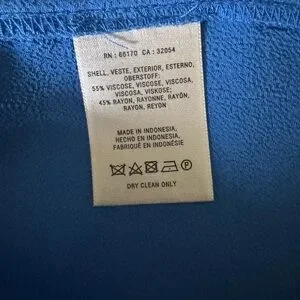 RN : 66170 CA : 32054
SHELL, VESTE, EXTERIOR, ESTERNO,
OBERSTOFF:
55% VISCOSE, VISCOSE, VISCOSA,
VISCOSA, VISKOSE;
45% RAYON, RAYONNE, RAYÓN,
RAYON, REYON
MADE IN INDONESIA,
HECHO EN INDONESIA,
FABRIQUÉ EN INDONÉSIE
P
DRY CLEAN ONLY